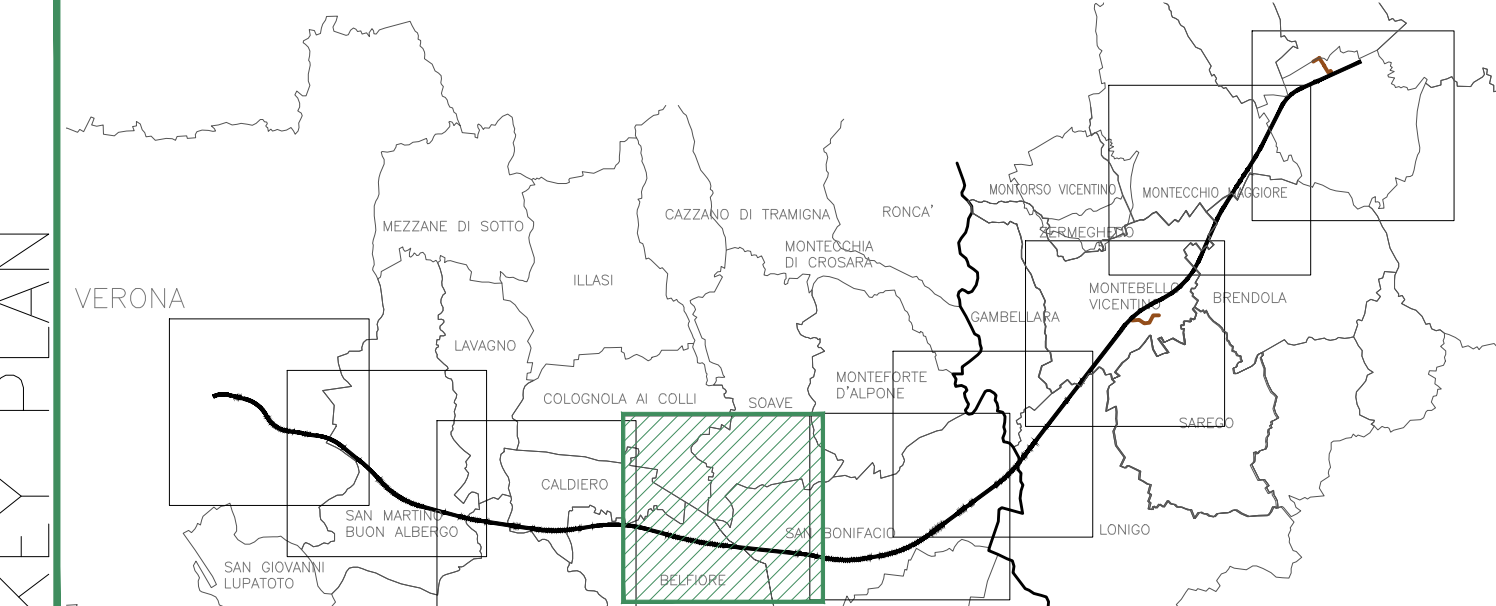 KEY PLAN
MONTORSO VICENTINO
MONTECCHIO MAGGIORE
CAZZANO DI TRAMIGNA
RONCA'
MEZZANE DI SOTTO
ZERMEGHEDO
MONTECCHIA
DI CROSARA
ILLASI
VERONA
MONTEBELLO
VICENTINO
BRENDOLA
GAMBELLARA
LAVAGNO
MONTEFORTE
D'ALPONE
COLOGNOLA AI COLLI
SOAVE
SAREGO
CALDIERO
SAN MARTINO
BUON ALBERGO
SAN BONIFACIO
LONIGO
SAN GIOVANNI
LUPATOTO
BELFIORE